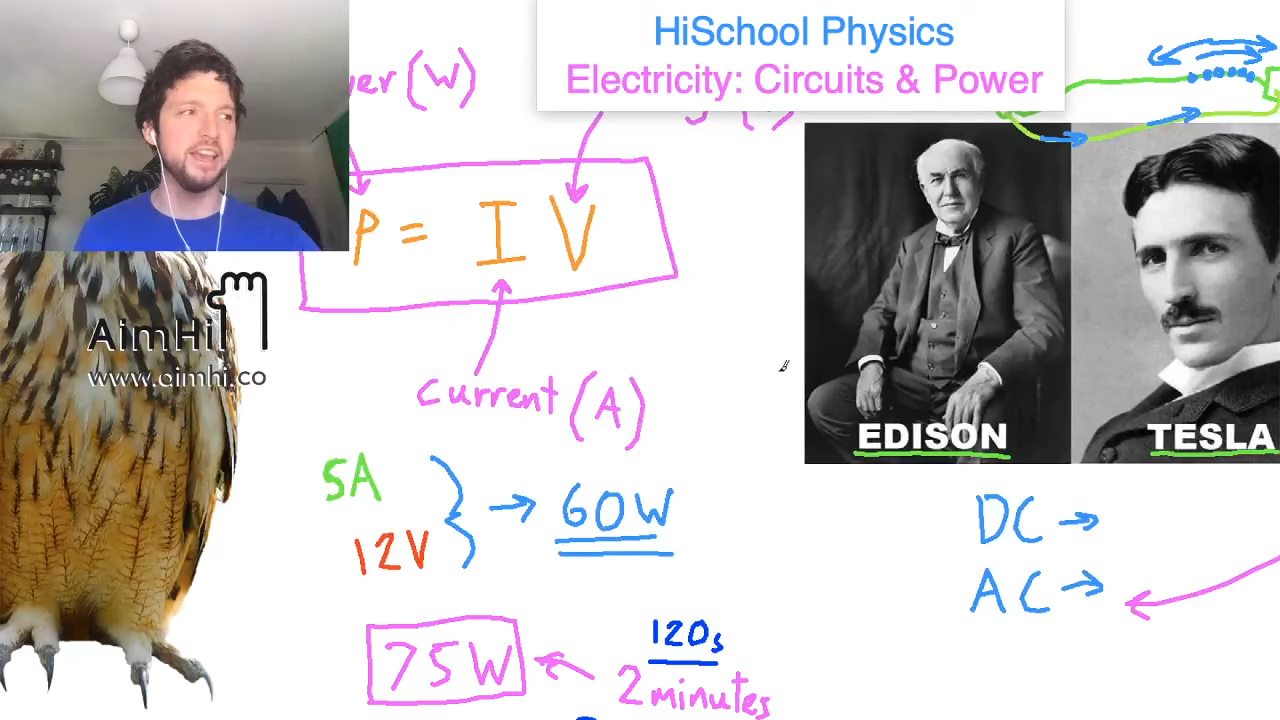 HiSchool Physics
Electricity: Circuits & Power
(W)
P = I V
AimHi
www.aimhi.co
Current (A)
EDISON
TESLA
5A
12V
→ 60W
DC →
AC →
75W
120s
2 minutes